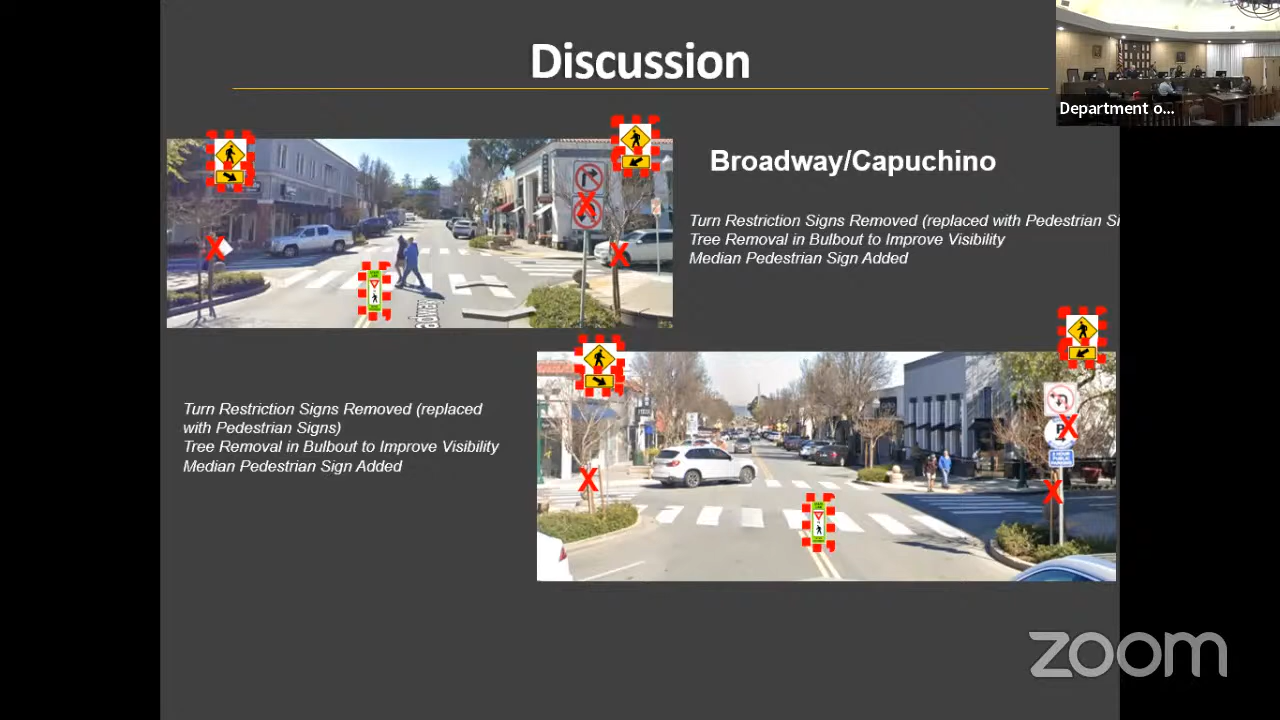 Discussion
Department o...
Broadway/Capuchino
Turn Restriction Signs Removed (replaced with Pedestrian Si
Tree Removal in Bulbout to Improve Visibility
Median Pedestrian Sign Added
Turn Restriction Signs Removed (replaced
with Pedestrian Signs)
Tree Removal in Bulbout to Improve Visibility
Median Pedestrian Sign Added
zoom